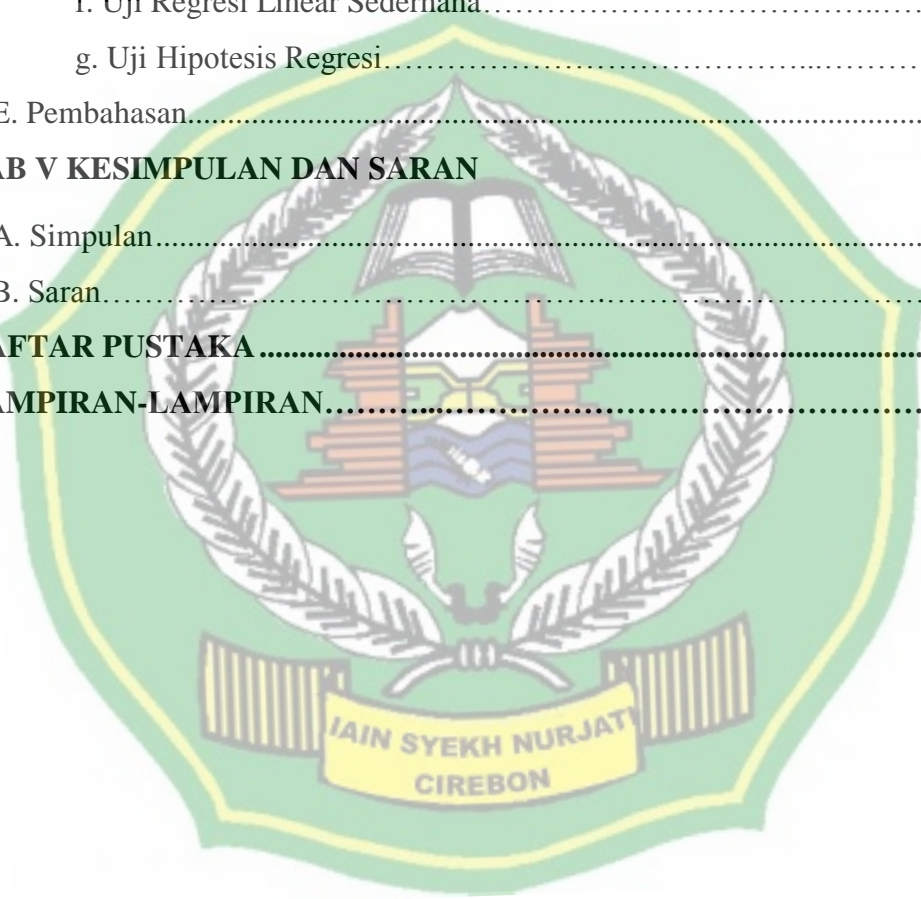 f. Uji Regresi Linear Sederhana……………………………..…
g. Uji Hipotesis Regresi………………………………..………
E. Pembahasan..........................................................................
AB V KESIMPULAN DAN SARAN
A. Simpulan..............................................................................
B. Saran……………..………………………………….……………………………
AFTAR PUSTAKA..................................................................
AMPIRAN-LAMPIRAN………...……………………………………
IAIN SYEKH NURJATI
CIREBON